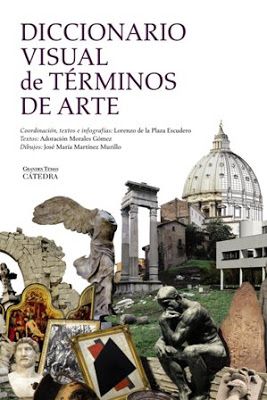 DICCIONARIO
VISUAL
de TÉRMINOS
DE ARTE
Coordinación, textos e infografías: Lorenzo de la Plaza Escudero
Textos: Adoración Morales Gómez
Dibujos: José María Martínez Murillo
GRANDES TEMAS
CÁTEDRA